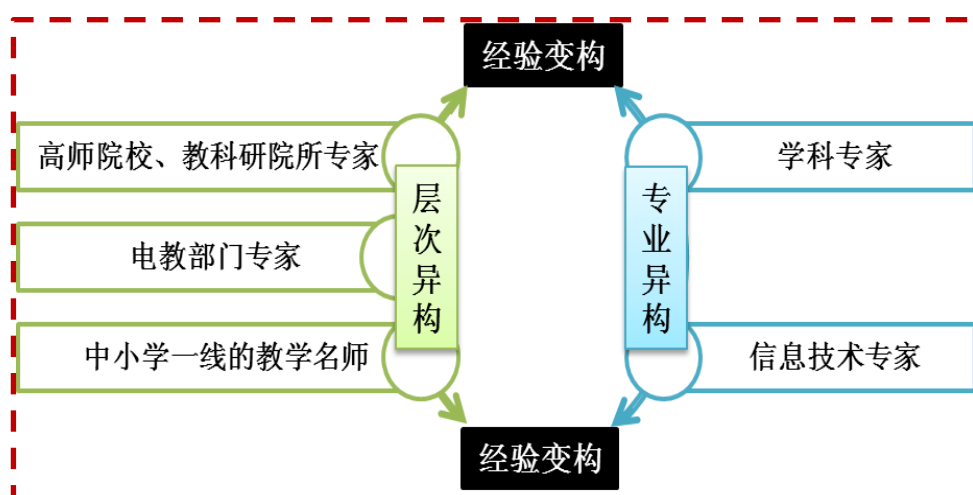 经验变构
高师院校、教科研院所专家
电教部门专家
中小学一线的教学名师
层次异构
专业异构
学科专家
信息技术专家
经验变构